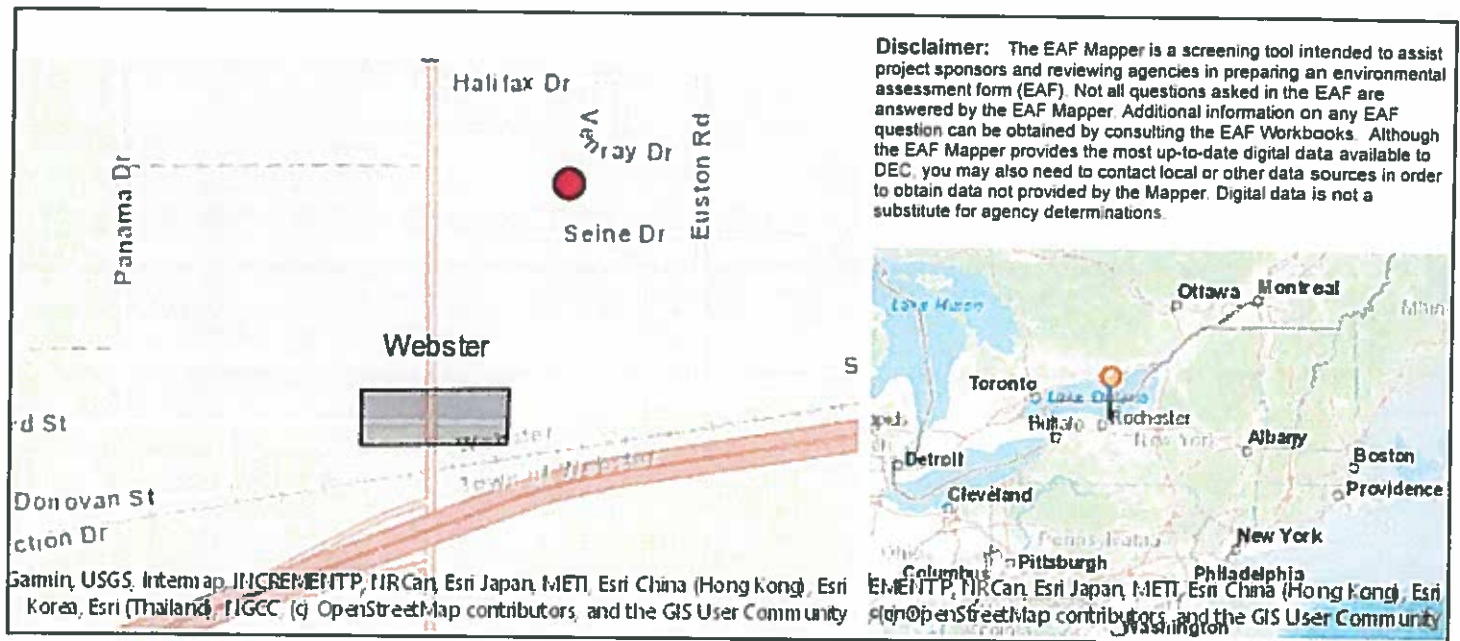 Disclaimer: The EAF Mapper is a screening tool intended to assist
project sponsors and reviewing agencies in preparing an environmental
assessment form (EAF). Not all questions asked in the EAF are
answered by the EAF Mapper. Additional information on any EAF
question can be obtained by consulting the EAF Workbooks. Although
the EAF Mapper provides the most up-to-date digital data available to
DEC, you may also need to contact local or other data sources in order
to obtain data not provided by the Mapper. Digital data is not a
substitute for agency determinations.
Halifax Dr
Panama Dr
Euston Rd
Seine Dr
Webster
S
rd St
Town of Webster
Donovan St
ction Dr
Garmin, USGS, Intermap, INCREMENT P, NRCan, Esri Japan, METI, Esri China (Hong Kong), Esri
Korea, Esri (Thailand), NGCC, (c) OpenStreetMap contributors, and the GIS User Community
Ottawa
Montreal
Lake Huron
Toronto
Lake Ontario
Rochester
Buffalo
New York
Albany
Detroit
Boston
Providence
Cleveland
New York
Pennsylvania
Pittsburgh
Columbus
Philadelphia
EMENT P, NRCan, Esri Japan, METI, Esri China (Hong Kong), Esri
OpenStreetMap contributors, and the GIS User Community
Washington